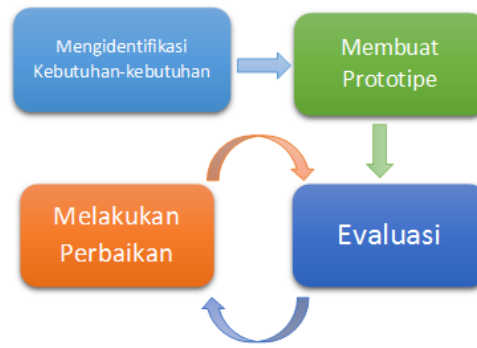 Mengidentifikasi
Kebutuhan-kebutuhan
Membuat
Prototipe
Melakukan
Perbaikan
Evaluasi